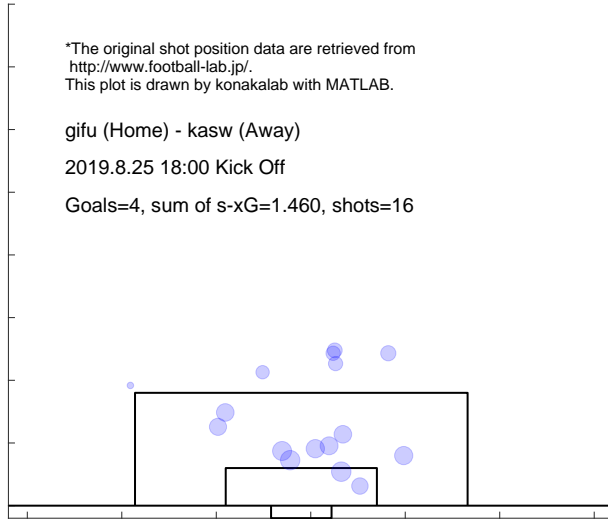 *The original shot position data are retrieved from
http://www.football-lab.jp/.
This plot is drawn by konakalab with MATLAB.
gifu (Home) - kasw (Away)
2019.8.25 18:00 Kick Off
Goals=4, sum of s-xG=1.460, shots=16